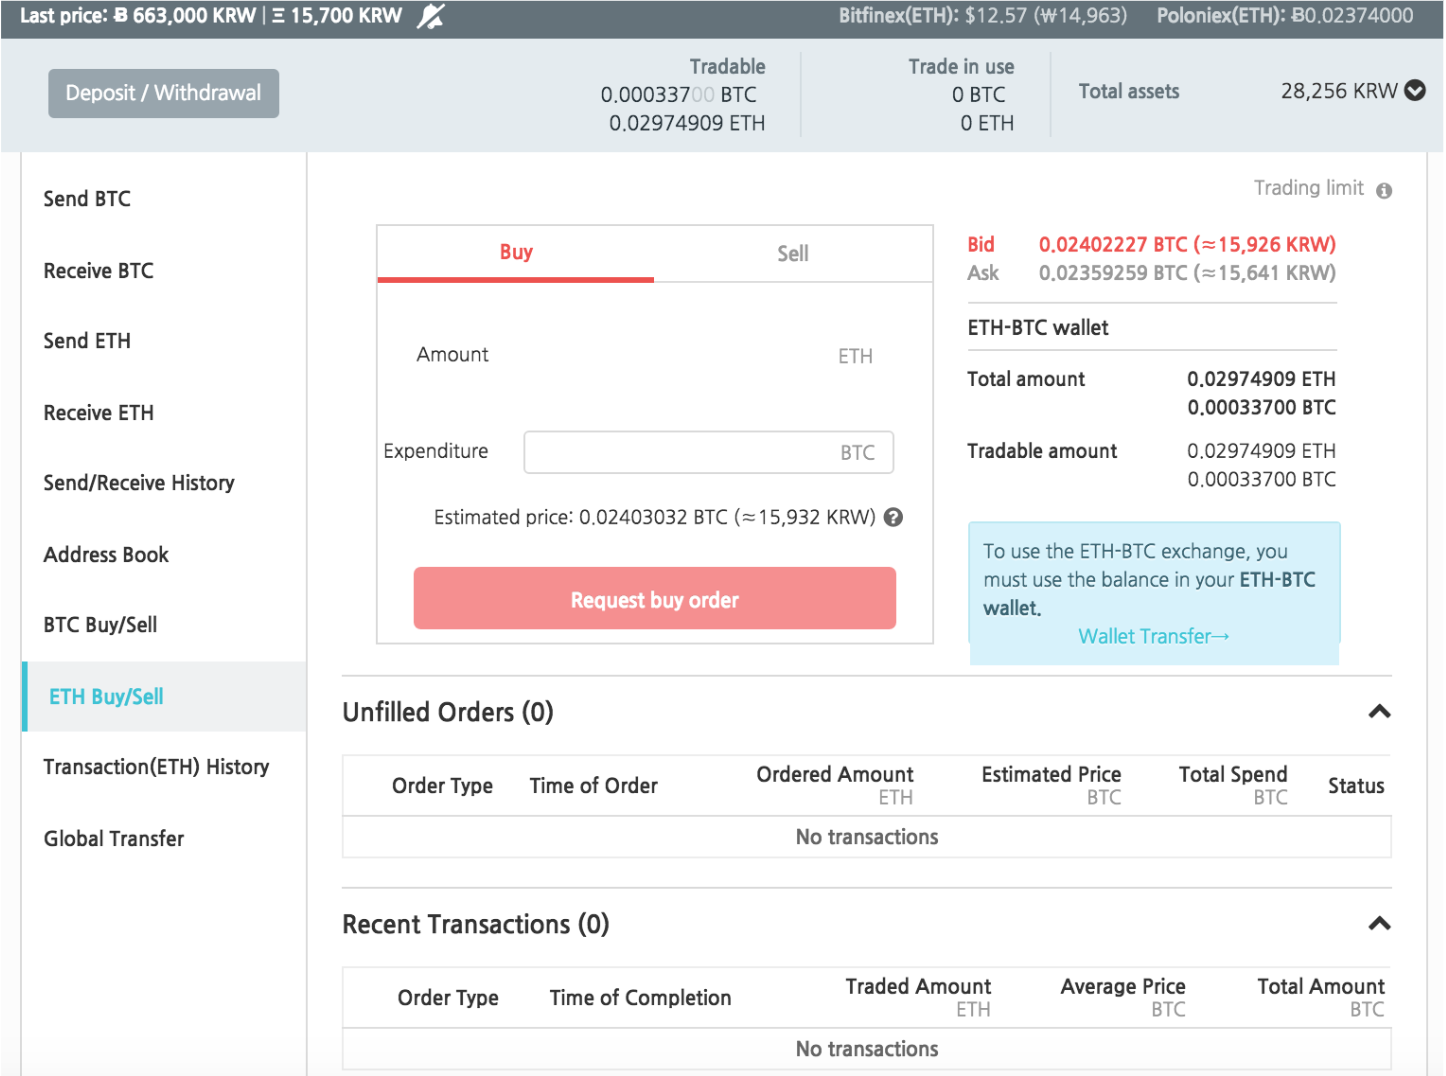 Last price: Ƀ 663,000 KRW | Ξ 15,700 KRW
Bitfinex(ETH): $12.57 (₩14,963) Poloniex(ETH): Ƀ0.02374000
Deposit / Withdrawal
Tradable
0.00033700 BTC
0.02974909 ETH
Trade in use
0 BTC
0 ETH
Total assets
28,256 KRW
Send BTC
Receive BTC
Send ETH
Receive ETH
Send/Receive History
Address Book
BTC Buy/Sell
ETH Buy/Sell
Transaction(ETH) History
Global Transfer
Trading limit
Buy
Sell
Amount
ETH
Expenditure
BTC
Estimated price: 0.02403032 BTC (≈15,932 KRW)
Request buy order
Bid 0.02402227 BTC (≈15,926 KRW)
Ask 0.02359259 BTC (≈15,641 KRW)
ETH-BTC wallet
Total amount 0.02974909 ETH
0.00033700 BTC
Tradable amount 0.02974909 ETH
0.00033700 BTC
To use the ETH-BTC exchange, you
must use the balance in your ETH-BTC
wallet.
Wallet Transfer→
Unfilled Orders (0)
Order Type Time of Order Ordered Amount Estimated Price Total Spend Status
ETH BTC BTC
No transactions
Recent Transactions (0)
Order Type Time of Completion Traded Amount Average Price Total Amount
ETH BTC BTC
No transactions